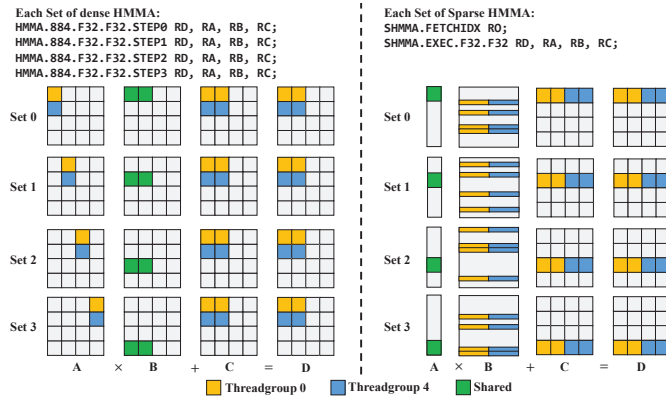 Each Set of dense HMMA:
HMMA.884.F32.F32.STEP0 RD, RA, RB, RC;
HMMA.884.F32.F32.STEP1 RD, RA, RB, RC;
HMMA.884.F32.F32.STEP2 RD, RA, RB, RC;
HMMA.884.F32.F32.STEP3 RD, RA, RB, RC;
Set 0
Set 1
Set 2
Set 3
A × B + C = D
Each Set of Sparse HMMA:
SHMMA.FETCHIDX RO;
SHMMA.EXEC.F32.F32 RD, RA, RB, RC;
Set 0
Set 1
Set 2
Set 3
A × B + C = D
Threadgroup 0 Threadgroup 4 Shared